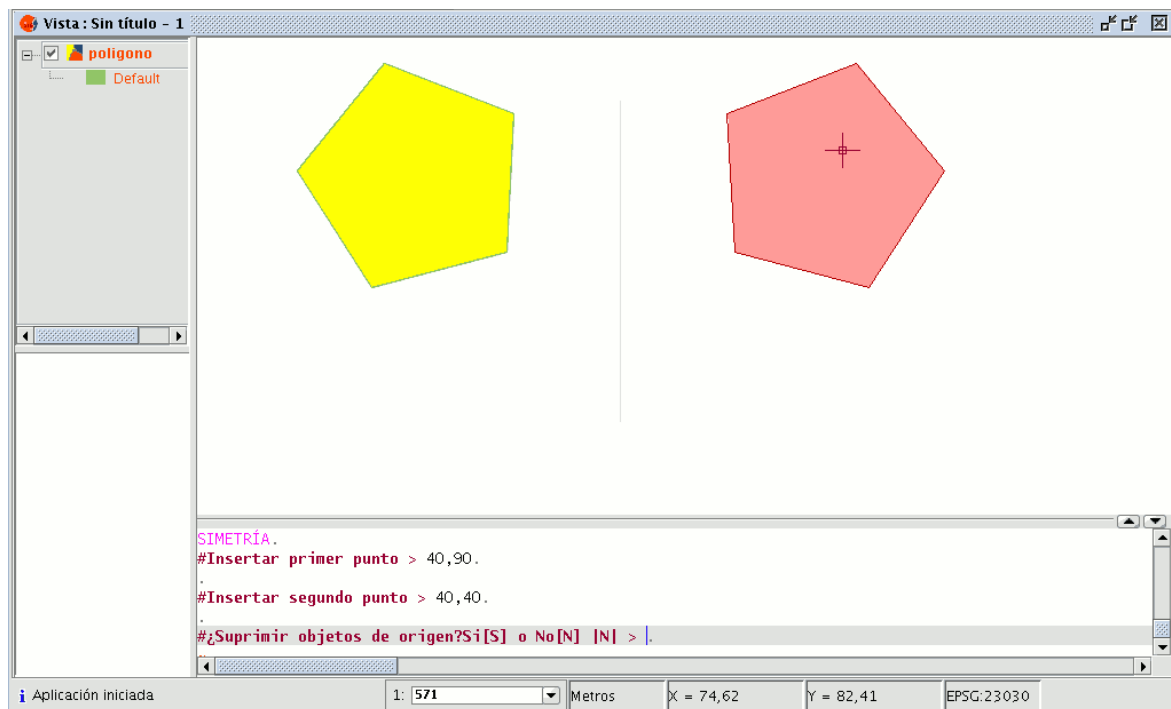 Vista : Sin título - 1
poligono
Default
SIMETRÍA.
#Insertar primer punto > 40,90.
.
#Insertar segundo punto > 40,40.
.
#¿Suprimir objetos de origen?Si[S] o No[N] |N| > .
Aplicación iniciada 1: 571 Metros X = 74,62 Y = 82,41 EPSG:23030